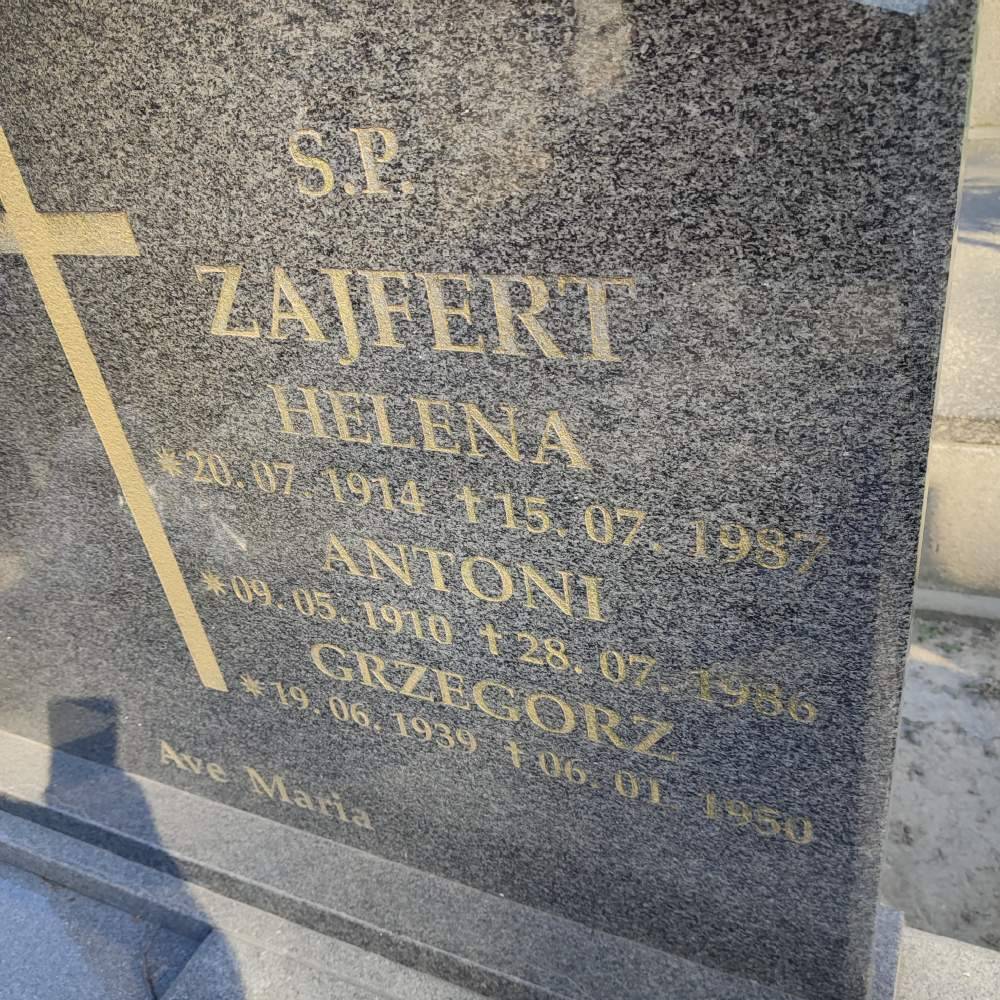 S.P.
ZAJFERT
HELENA
*20.07.1914 †15.07.1987
ANTONI
*09.05.1910 †28.07.1986
GRZEGORZ
*19.06.1939 †06.01.1950
Ave Maria